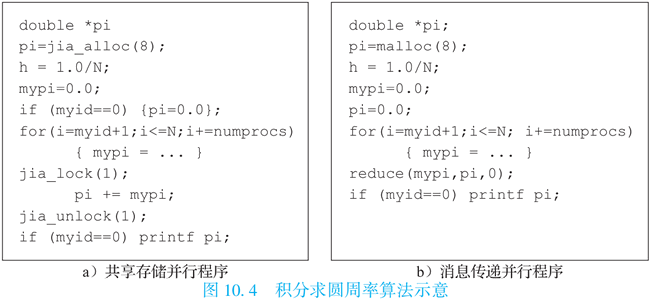 double *pi
pi=jia_alloc(8);
h = 1.0/N;
mypi=0.0;
if (myid==0) {pi=0.0};
for(i=myid+1;i<=N;i+=numprocs)
{ mypi = ... }
jia_lock(1);
pi += mypi;
jia_unlock(1);
if (myid==0) printf pi;
a）共享存储并行程序
double *pi;
pi=malloc(8);
h = 1.0/N;
mypi=0.0;
pi=0.0;
for(i=myid+1;i<=N; i+=numprocs)
{ mypi = ... }
reduce(mypi,pi,0);
if (myid==0) printf pi;
b）消息传递并行程序
图 10.4 积分求圆周率算法示意